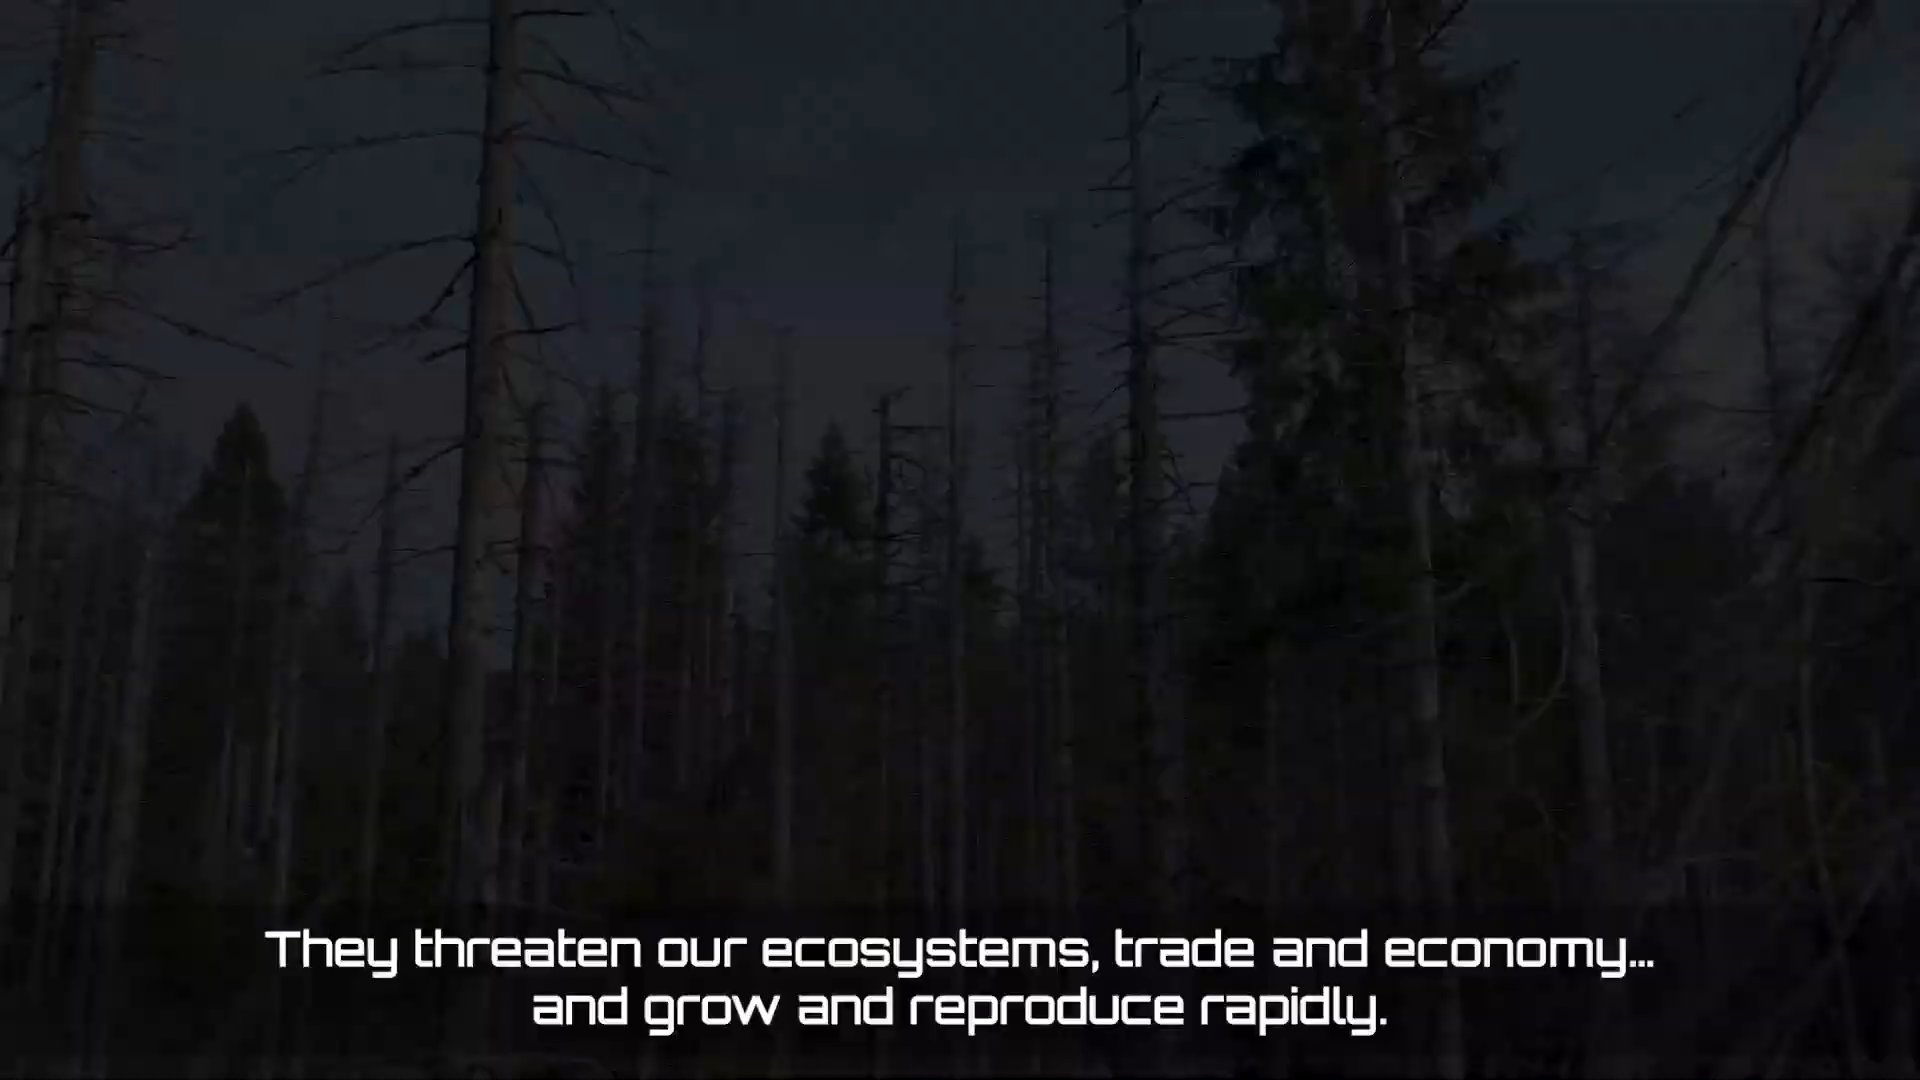 They threaten our ecosystems, trade and economy...
and grow and reproduce rapidly.